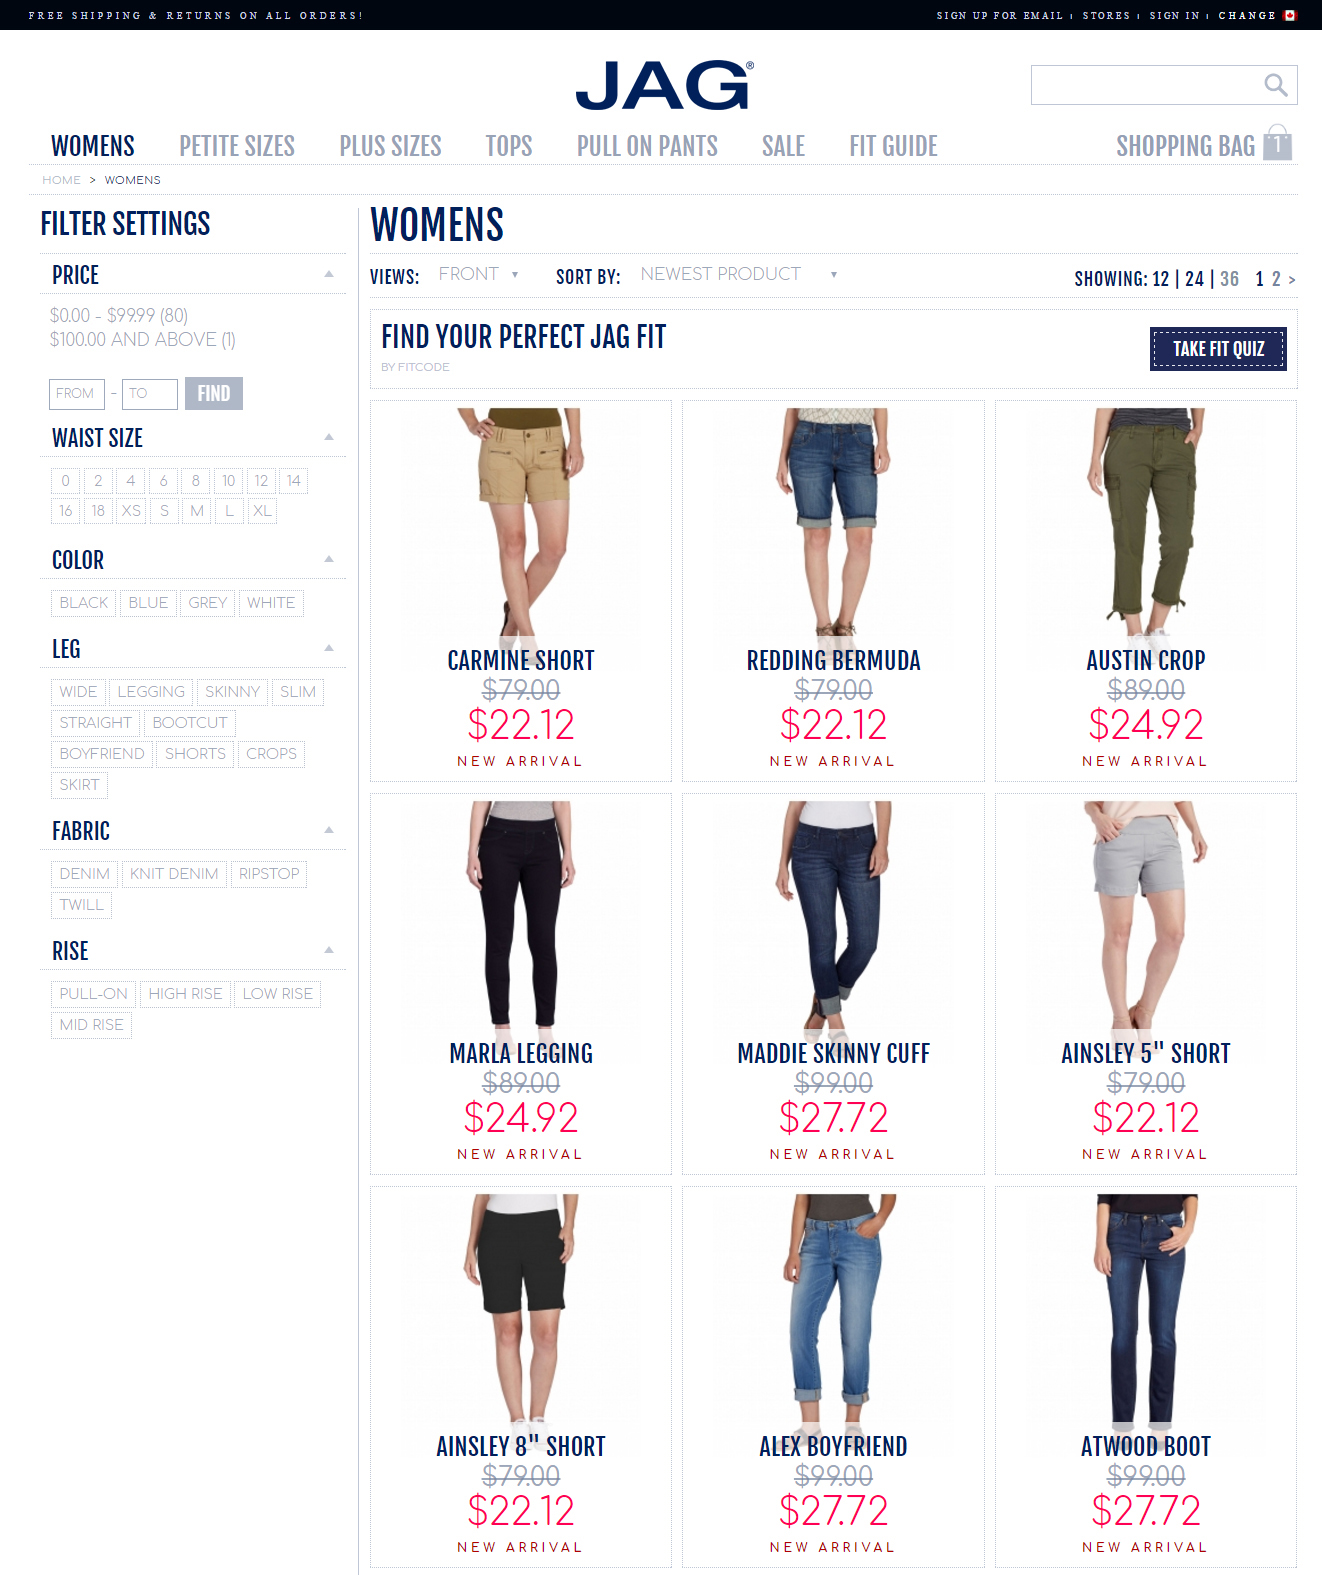 FREE SHIPPING & RETURNS ON ALL ORDERS!
SIGN UP FOR EMAIL | STORES | SIGN IN | CHANGE
JAG®
WOMENS PETITE SIZES PLUS SIZES TOPS PULL ON PANTS SALE FIT GUIDE SHOPPING BAG 1
HOME > WOMENS
FILTER SETTINGS
PRICE
$0.00 - $99.99 (80)
$100.00 AND ABOVE (1)
FROM - TO FIND
WAIST SIZE
0 2 4 6 8 10 12 14
16 18 XS S M L XL
COLOR
BLACK BLUE GREY WHITE
LEG
WIDE LEGGING SKINNY SLIM
STRAIGHT BOOTCUT
BOYFRIEND SHORTS CROPS
SKIRT
FABRIC
DENIM KNIT DENIM RIPSTOP
TWILL
RISE
PULL-ON HIGH RISE LOW RISE
MID RISE
WOMENS
VIEWS: FRONT SORT BY: NEWEST PRODUCT SHOWING: 12 | 24 | 36 1 2 >
FIND YOUR PERFECT JAG FIT
BY FITCODE
TAKE FIT QUIZ
CARMINE SHORT
$79.00
$22.12
NEW ARRIVAL
REDDING BERMUDA
$79.00
$22.12
NEW ARRIVAL
AUSTIN CROP
$89.00
$24.92
NEW ARRIVAL
MARLA LEGGING
$89.00
$24.92
NEW ARRIVAL
MADDIE SKINNY CUFF
$99.00
$27.72
NEW ARRIVAL
AINSLEY 5" SHORT
$79.00
$22.12
NEW ARRIVAL
AINSLEY 8" SHORT
$79.00
$22.12
NEW ARRIVAL
ALEX BOYFRIEND
$99.00
$27.72
NEW ARRIVAL
ATWOOD BOOT
$99.00
$27.72
NEW ARRIVAL